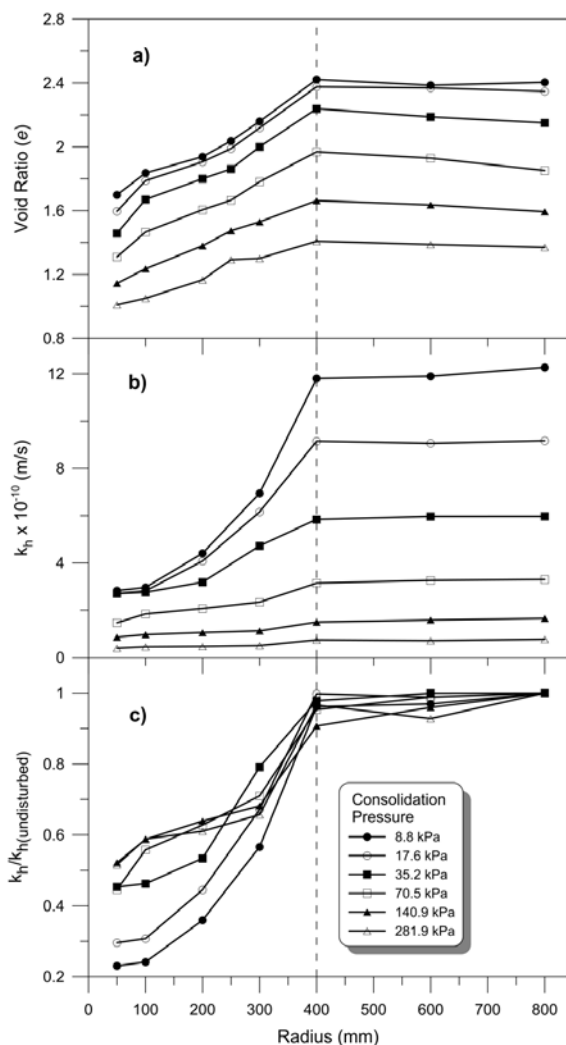 a)
Void Ratio (e)
2.8
2.4
2
1.6
1.2
0.8
b)
k_h x 10^-10 (m/s)
12
8
4
0
c)
k_h/k_h(undisturbed)
1
0.8
0.6
0.4
0.2
Consolidation
Pressure
8.8 kPa
17.6 kPa
35.2 kPa
70.5 kPa
140.9 kPa
281.9 kPa
0 100 200 300 400 500 600 700 800
Radius (mm)